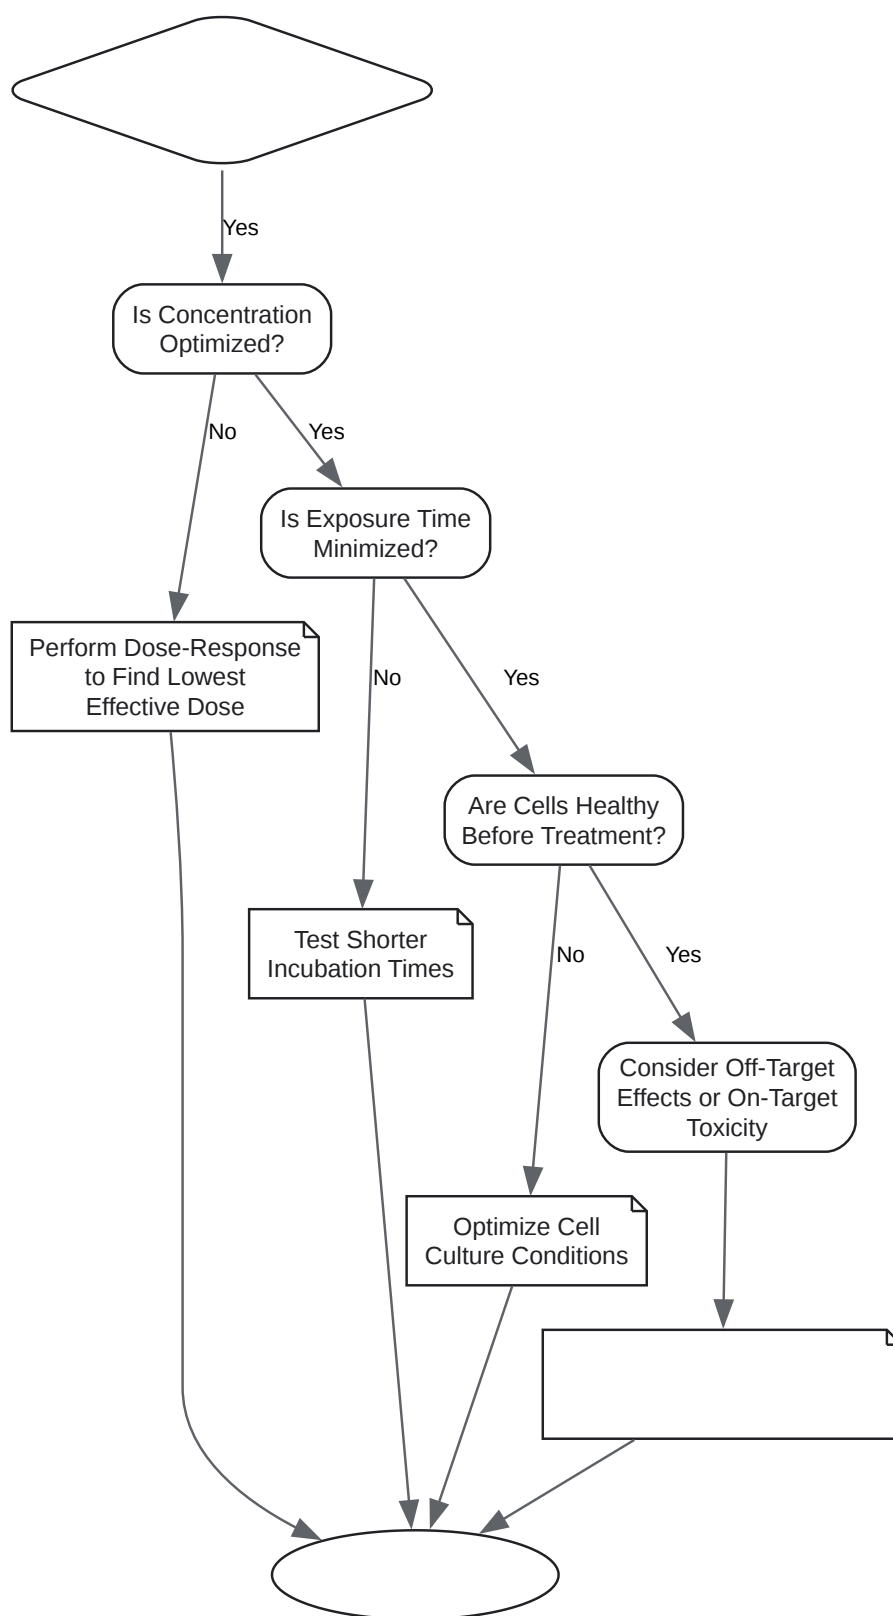 Yes
Is Concentration
Optimized?
No
Yes
Is Exposure Time
Minimized?
Perform Dose-Response
to Find Lowest
Effective Dose
No
Yes
Are Cells Healthy
Before Treatment?
Test Shorter
Incubation Times
No
Yes
Consider Off-Target
Effects or On-Target
Toxicity
Optimize Cell
Culture Conditions